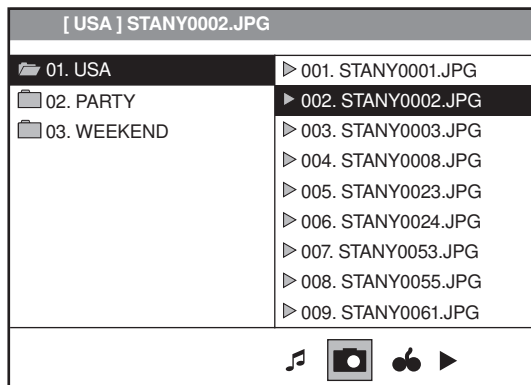 [ USA ] STANY0002.JPG
01. USA
02. PARTY
03. WEEKEND
001. STANY0001.JPG
002. STANY0002.JPG
003. STANY0003.JPG
004. STANY0008.JPG
005. STANY0023.JPG
006. STANY0024.JPG
007. STANY0053.JPG
008. STANY0055.JPG
009. STANY0061.JPG